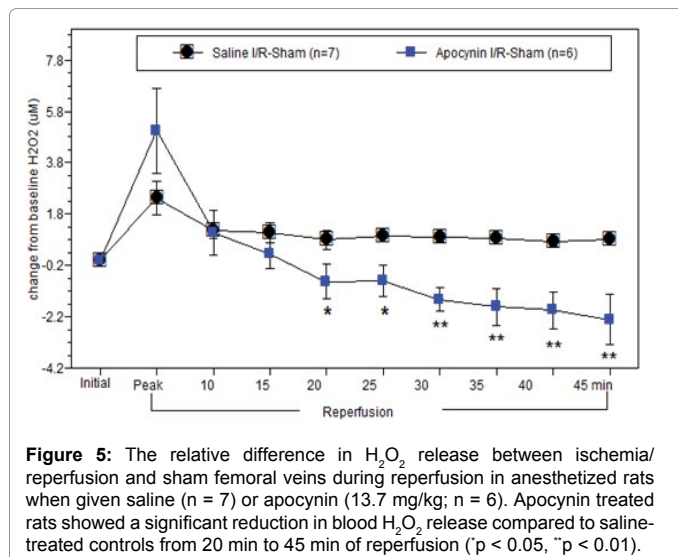 Saline I/R-Sham (n=7) Apocynin I/R-Sham (n=6)
change from baseline H2O2 (uM)
7.8
5.8
3.8
1.8
-0.2
-2.2
-4.2
* * ** ** ** **
Initial Peak 10 15 20 25 30 35 40 45 min
Reperfusion
Figure 5: The relative difference in H₂O₂ release between ischemia/
reperfusion and sham femoral veins during reperfusion in anesthetized rats
when given saline (n = 7) or apocynin (13.7 mg/kg; n = 6). Apocynin treated
rats showed a significant reduction in blood H₂O₂ release compared to saline-
treated controls from 20 min to 45 min of reperfusion (*p < 0.05, **p < 0.01).